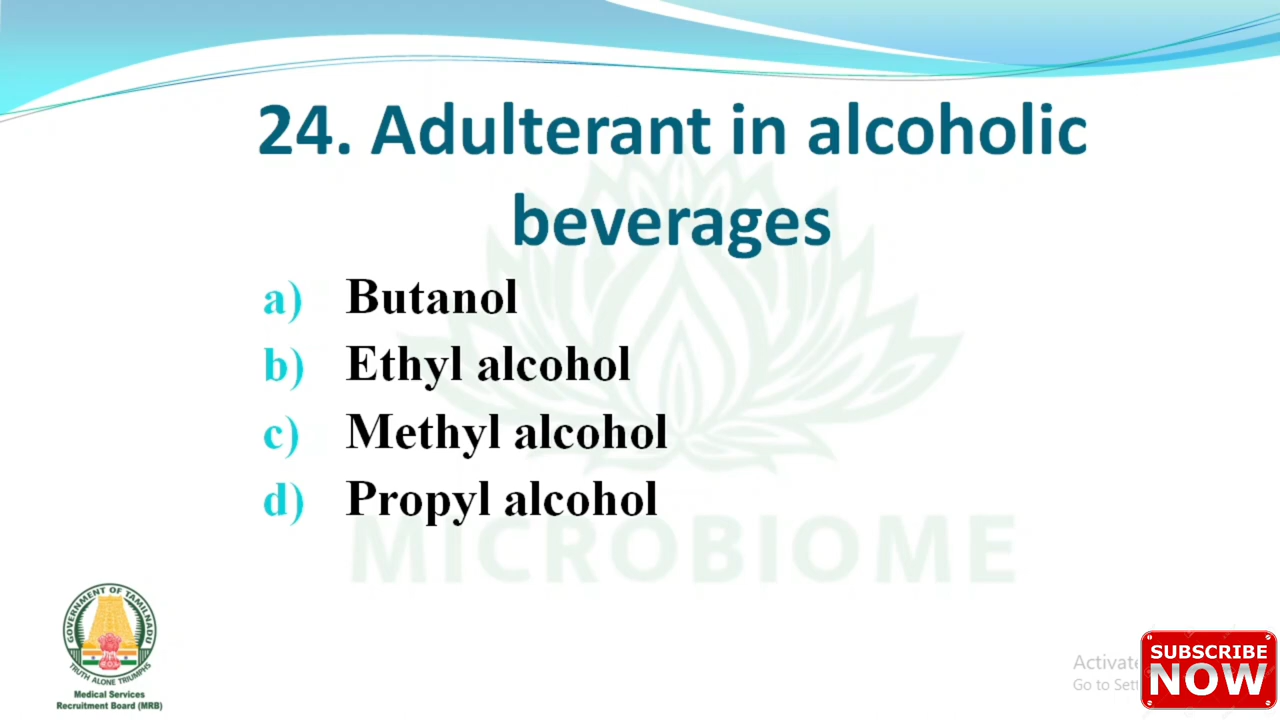 24. Adulterant in alcoholic
beverages
a) Butanol
b) Ethyl alcohol
c) Methyl alcohol
d) Propyl alcohol
MICROBIOME
GOVERNMENT OF TAMILNADU
TRUTH ALONE TRIUMPHS
Medical Services
Recruitment Board (MRB)
Activate
Go to Sett
SUBSCRIBE
NOW